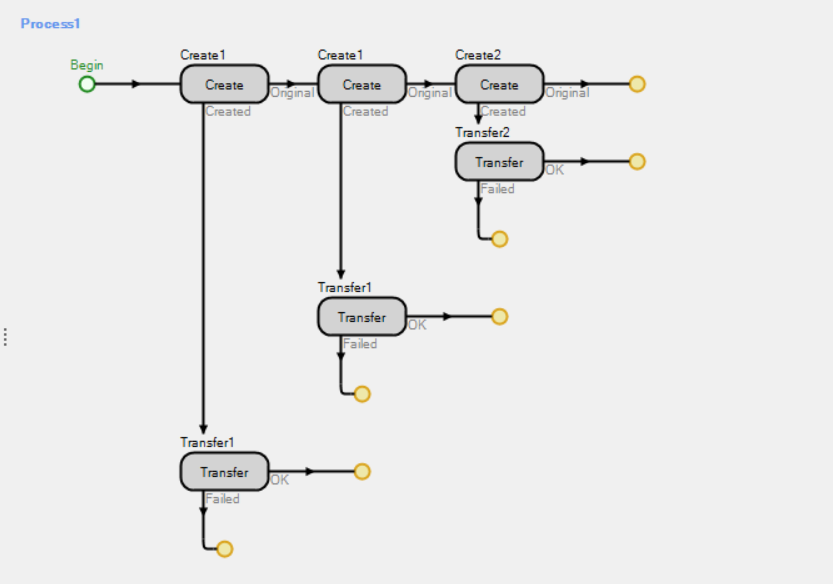 Process1
Create1
Create1
Create2
Begin
Create
Original
Create
Original
Create
Original
Created
Created
Created
Transfer2
Transfer
OK
Failed
Transfer1
Transfer
OK
Failed
Transfer1
Transfer
OK
Failed